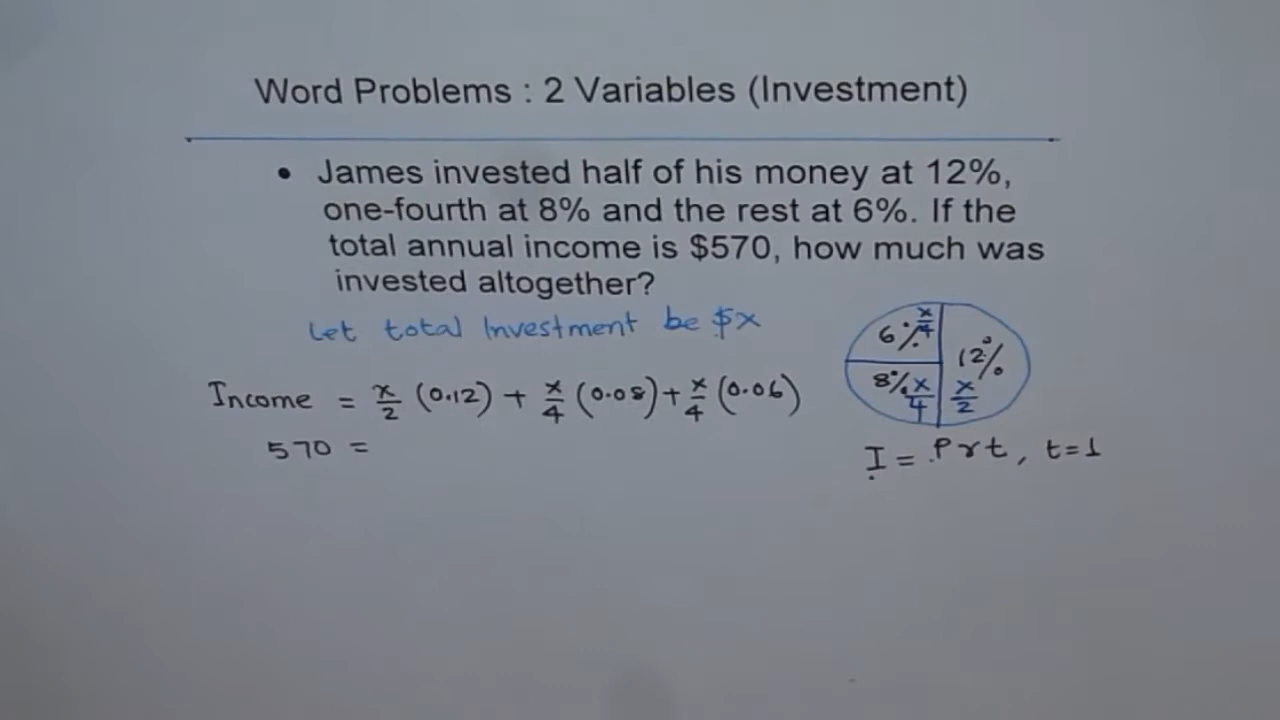 Word Problems : 2 Variables (Investment)
• James invested half of his money at 12%,
one-fourth at 8% and the rest at 6%. If the
total annual income is $570, how much was
invested altogether?
Let total Investment be $x
6% x/4
12%
8% x/4 x/2
Income = x/2 (0.12) + x/4 (0.08) + x/4 (0.06)
570 =
I = Prt, t=1